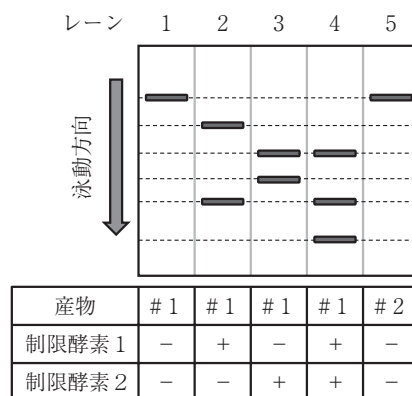 レーン 1 2 3 4 5
泳動方向
産物 #1 #1 #1 #1 #2
制限酵素1 − + − + −
制限酵素2 − − + + −